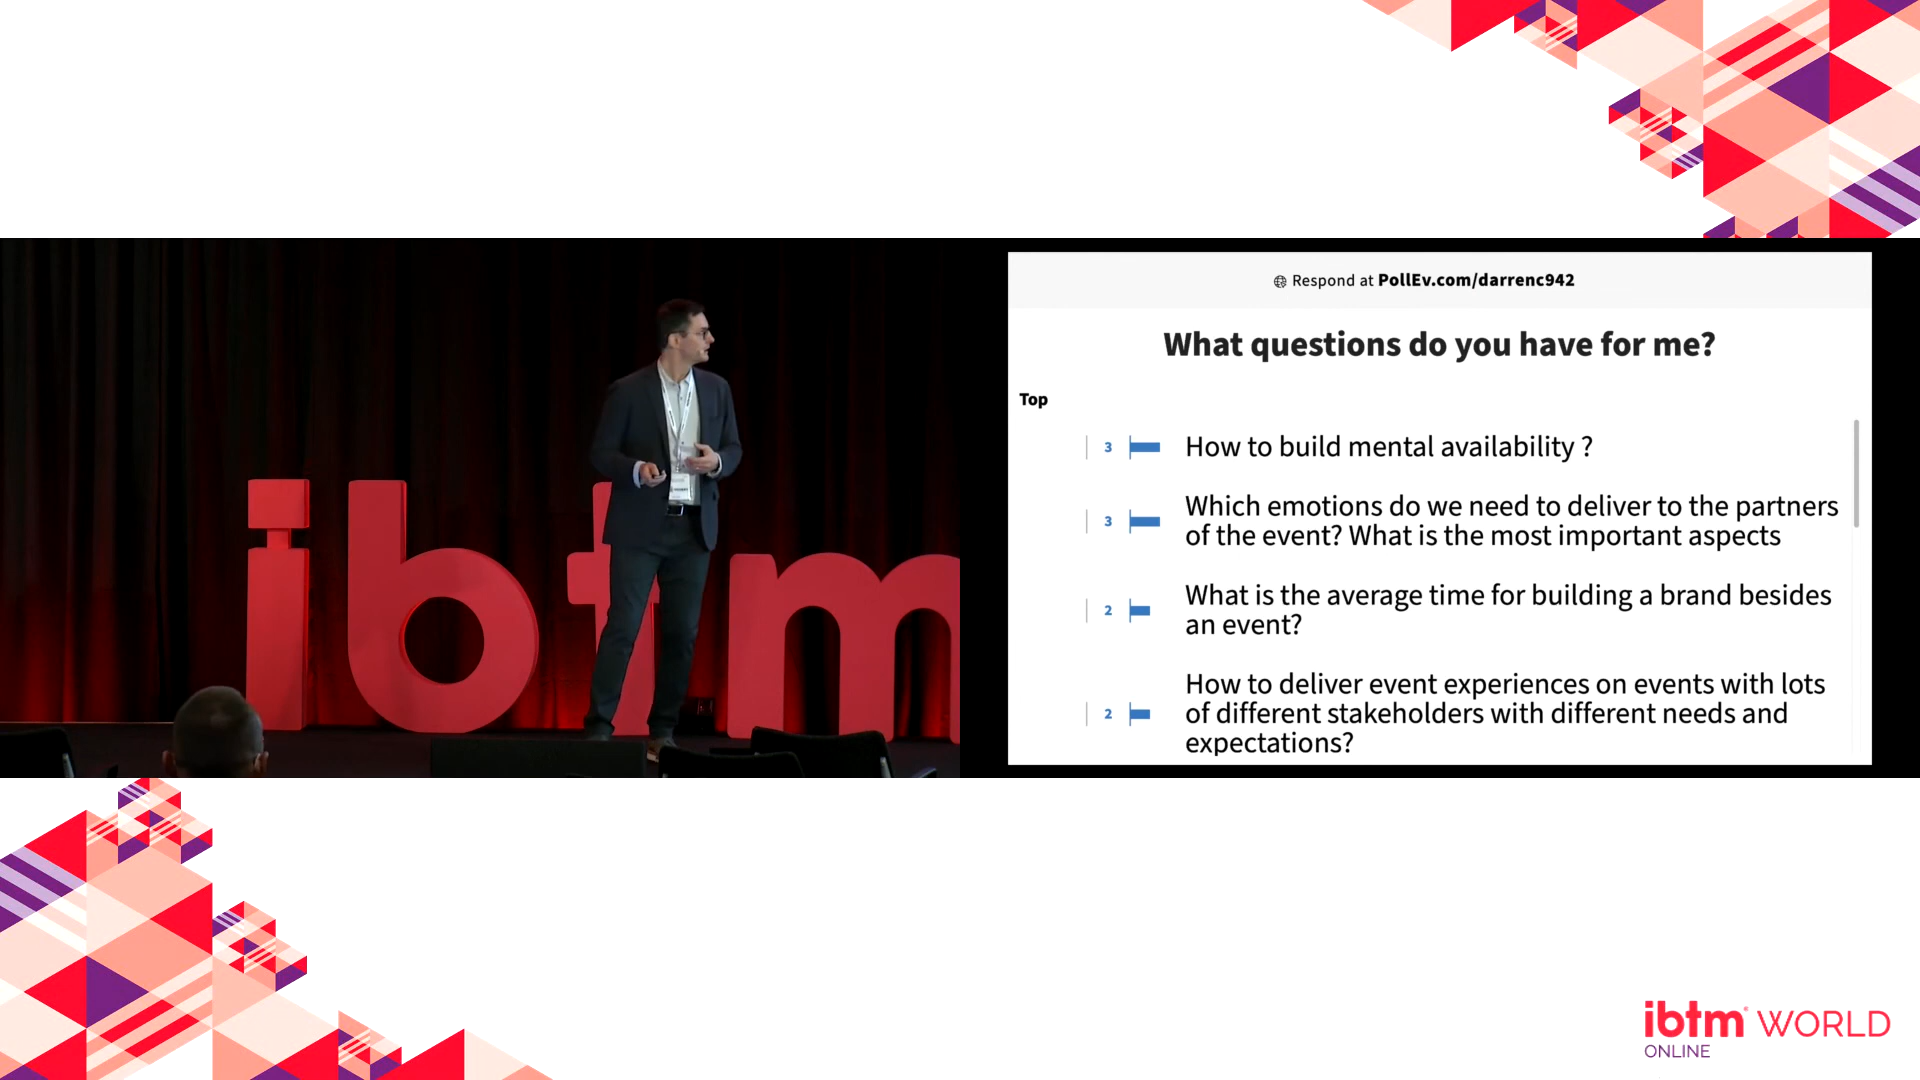 Respond at PollEv.com/darrenc942
What questions do you have for me?
Top
3 How to build mental availability ?
3 Which emotions do we need to deliver to the partners
of the event? What is the most important aspects
2 What is the average time for building a brand besides
an event?
2 How to deliver event experiences on events with lots
of different stakeholders with different needs and
expectations?
ibtm
ibtm WORLD
ONLINE